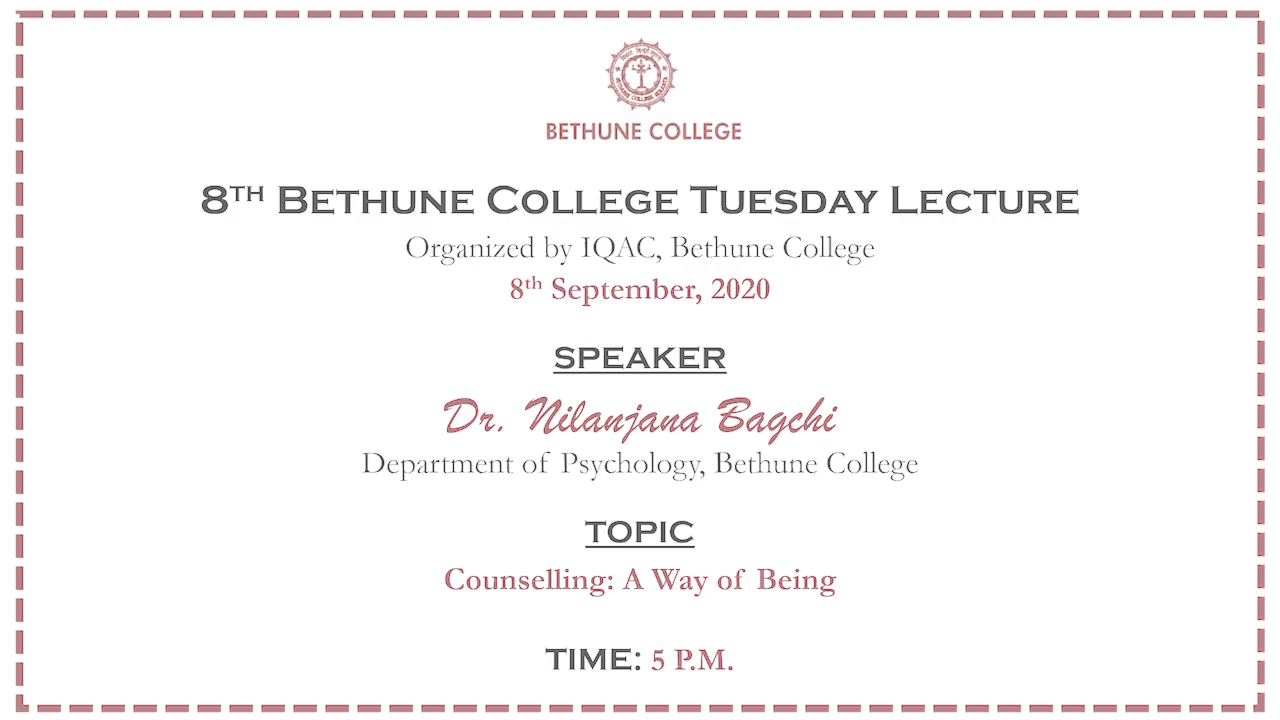 BETHUNE COLLEGE
8TH BETHUNE COLLEGE TUESDAY LECTURE
Organized by IQAC, Bethune College
8th September, 2020
SPEAKER
Dr. Nilanjana Bagchi
Department of Psychology, Bethune College
TOPIC
Counselling: A Way of Being
TIME: 5 P.M.